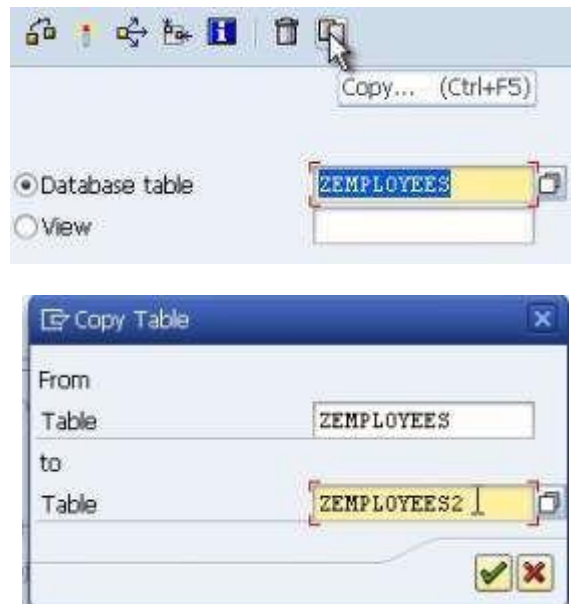 Copy... (Ctrl+F5)
Database table ZEMPLOYEES
View
Copy Table
From
Table ZEMPLOYEES
to
Table ZEMPLOYEES2